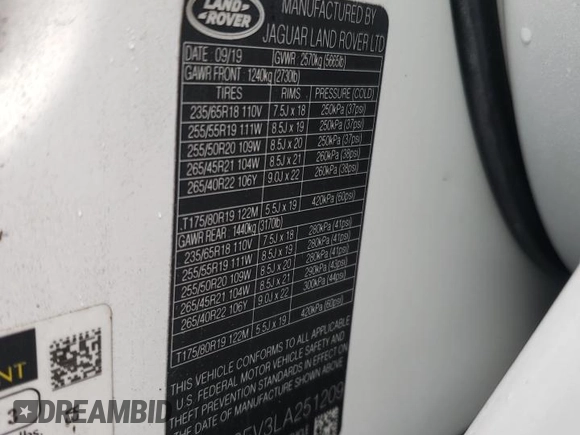 LAND
ROVER
MANUFACTURED BY
JAGUAR LAND ROVER LTD
DATE 09/19 GVWR 2570kg (5665lb)
GAWR FRONT 1240kg (2730lb)
TIRES RIMS PRESSURE (COLD)
235/65R18 110V 7.5J x 18 250kPa (37psi)
255/55R19 111W 8.5J x 19 250kPa (37psi)
255/50R20 109W 8.5J x 20 250kPa (37psi)
265/45R21 104W 8.5J x 21 260kPa (38psi)
265/40R22 106Y 9.0J x 22 260kPa (38psi)
T175/80R19 122M 5.5J x 19 420kPa (60psi)
GAWR REAR 1440kg (3170lb)
235/65R18 110V 7.5J x 18 280kPa (41psi)
255/55R19 111W 8.5J x 19 280kPa (41psi)
255/50R20 109W 8.5J x 20 280kPa (41psi)
265/45R21 104W 8.5J x 21 290kPa (43psi)
265/40R22 106Y 9.0J x 22 300kPa (44psi)
T175/80R19 122M 5.5J x 19 420kPa (60psi)
THIS VEHICLE CONFORMS TO ALL APPLICABLE
U.S. FEDERAL MOTOR VEHICLE SAFETY AND
THEFT PREVENTION STANDARDS IN EFFECT ON
DREAMBID